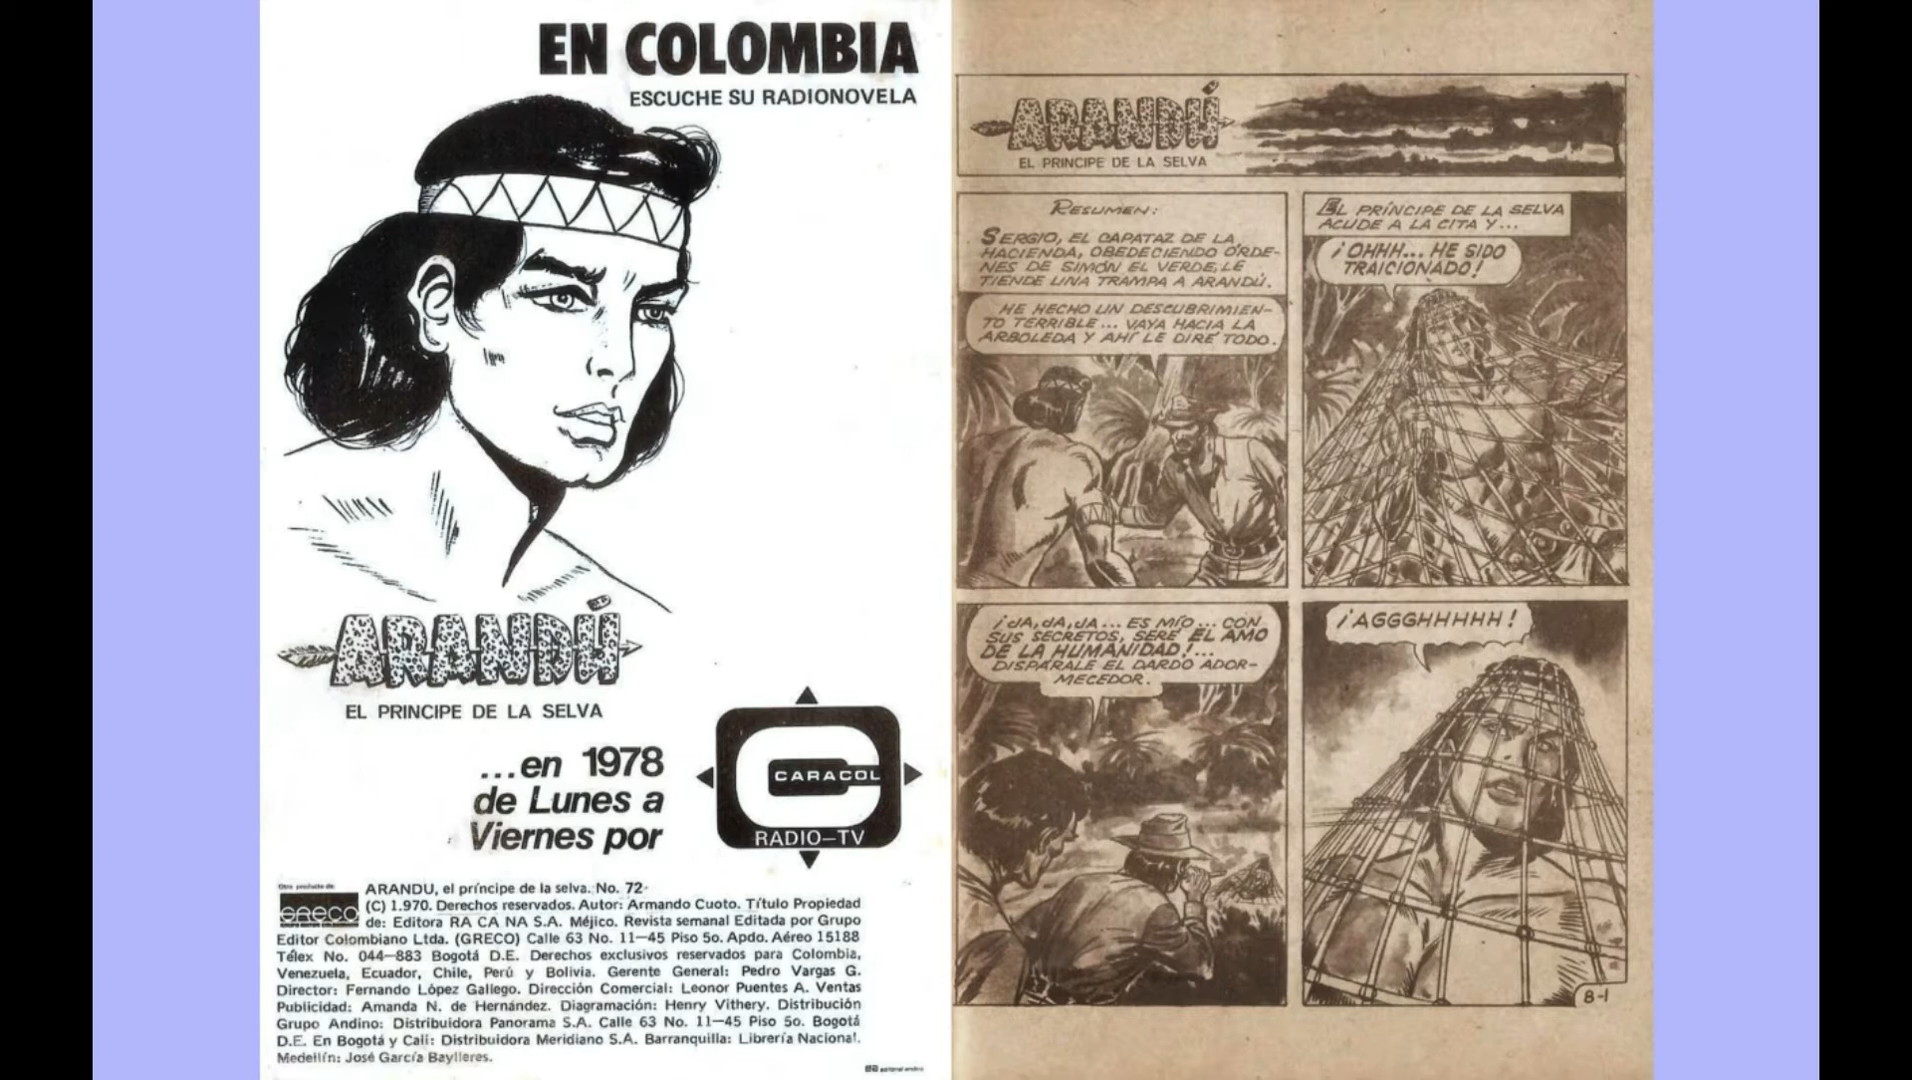 EN COLOMBIA
ESCUCHE SU RADIONOVELA
ARANDÚ
EL PRINCIPE DE LA SELVA
...en 1978
de Lunes a
Viernes por
CARACOL
RADIO-TV
Otro producto de:
GRECO
ARANDU, el príncipe de la selva. No. 72-
(C) 1.970. Derechos reservados. Autor: Armando Cuoto. Título Propiedad
de: Editora RA CA NA S.A. Méjico. Revista semanal Editada por Grupo
Editor Colombiano Ltda. (GRECO) Calle 63 No. 11-45 Piso 5o. Apdo. Aéreo 15188
Télex No. 044-883 Bogotá D.E. Derechos exclusivos reservados para Colombia,
Venezuela, Ecuador, Chile, Perú y Bolivia. Gerente General: Pedro Vargas G.
Director: Fernando López Gallego. Dirección Comercial: Leonor Puentes A. Ventas
Publicidad: Amanda N. de Hernández. Diagramación: Henry Vithery. Distribución
Grupo Andino: Distribuidora Panorama S.A. Calle 63 No. 11-45 Piso 5o. Bogotá
D.E. En Bogotá y Cali: Distribuidora Meridiano S.A. Barranquilla: Librería Nacional.
Medellín: José García Baylleres.
ARANDÚ
EL PRINCIPE DE LA SELVA
RESUMEN:
SERGIO, EL CAPATAZ DE LA
HACIENDA, OBEDECIENDO ÓRDE-
NES DE SIMÓN EL VERDE, LE
TIENDE UNA TRAMPA A ARANDÚ.
HE HECHO UN DESCUBRIMIEN-
TO TERRIBLE... VAYA HACIA LA
ARBOLEDA Y AHÍ LE DIRÉ TODO.
EL PRÍNCIPE DE LA SELVA
ACUDE A LA CITA Y...
¡OHHH... HE SIDO
TRAICIONADO!
¡JA, JA, JA... ES MÍO... CON
SUS SECRETOS, SERÉ EL AMO
DE LA HUMANIDAD!...
DISPÁRALE EL DARDO ADOR-
MECEDOR.
¡AGGGHHHHH!
8-1